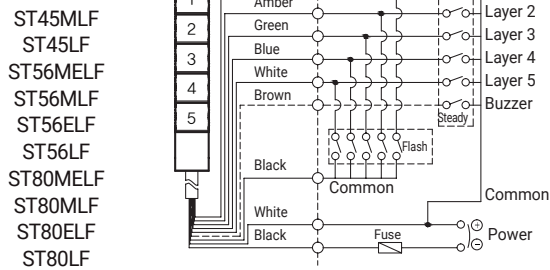 ST45MLF
ST45LF
ST56MELF
ST56MLF
ST56ELF
ST56LF
ST80MELF
ST80MLF
ST80ELF
ST80LF
1
2
3
4
5
Amber
Green
Blue
White
Brown
Black
White
Black
Layer 2
Layer 3
Layer 4
Layer 5
Buzzer
Steady
Flash
Common
Common
Fuse
Power